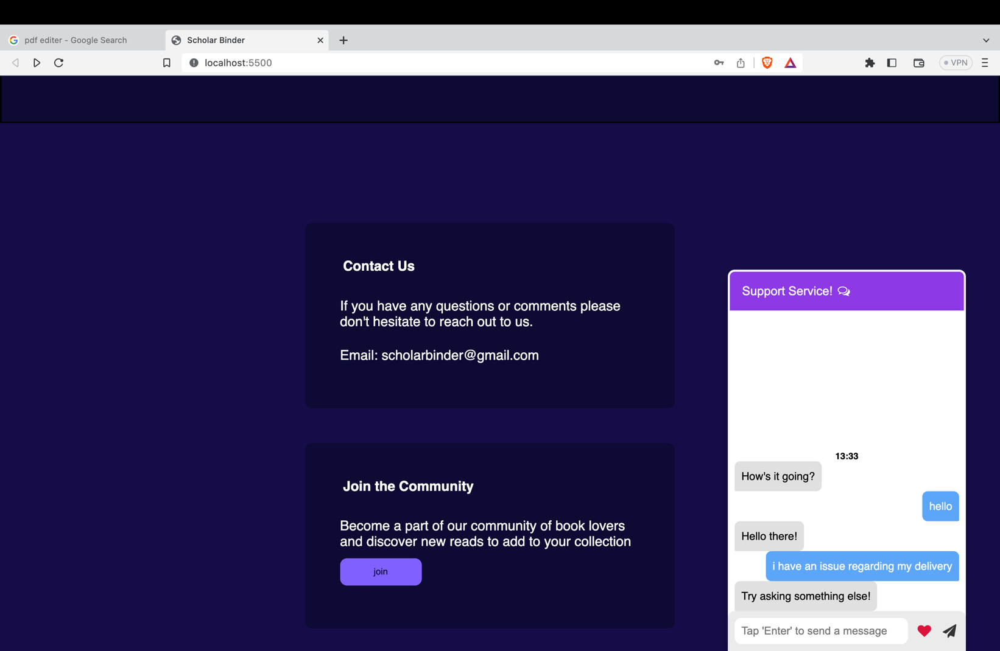 pdf editer - Google Search
Scholar Binder
localhost:5500
VPN
Contact Us
If you have any questions or comments please
don't hesitate to reach out to us.
Email: scholarbinder@gmail.com
Join the Community
Become a part of our community of book lovers
and discover new reads to add to your collection
join
Support Service!
13:33
How's it going?
hello
Hello there!
i have an issue regarding my delivery
Try asking something else!
Tap 'Enter' to send a message